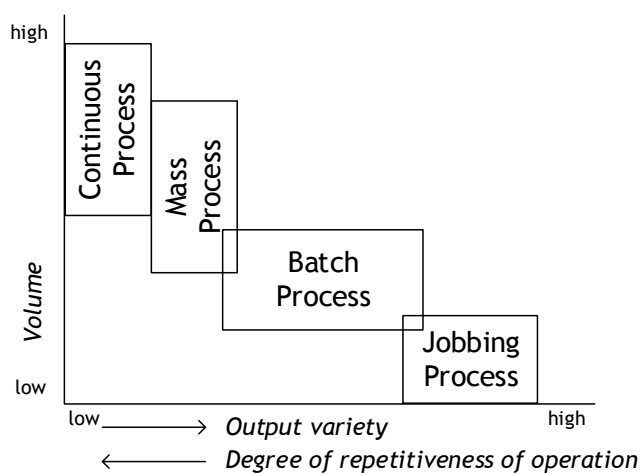 high
Continuous
Process
Mass
Process
Batch
Process
Jobbing
Process
Volume
low
low
high
Output variety
Degree of repetitiveness of operation